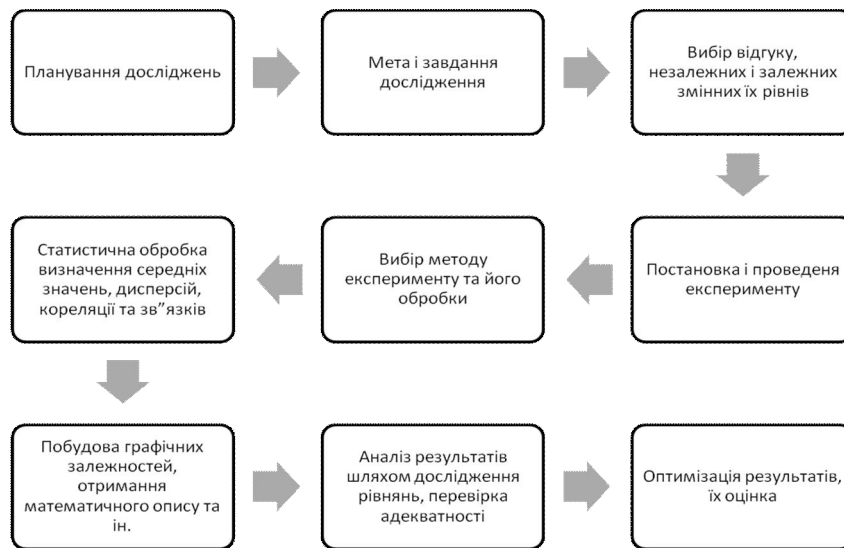 Планування досліджень
Мета і завдання
дослідження
Вибір відгуку,
незалежних і залежних
змінних їх рівнів
Постановка і проведеня
експерименту
Вибір методу
експерименту та його
обробки
Статистична обробка
визначення середніх
значень, дисперсій,
кореляції та зв”язків
Побудова графічних
залежностей,
отримання
математичного опису та
ін.
Аналіз результатів
шляхом дослідження
рівнянь, перевірка
адекватності
Оптимізація результатів,
їх оцінка